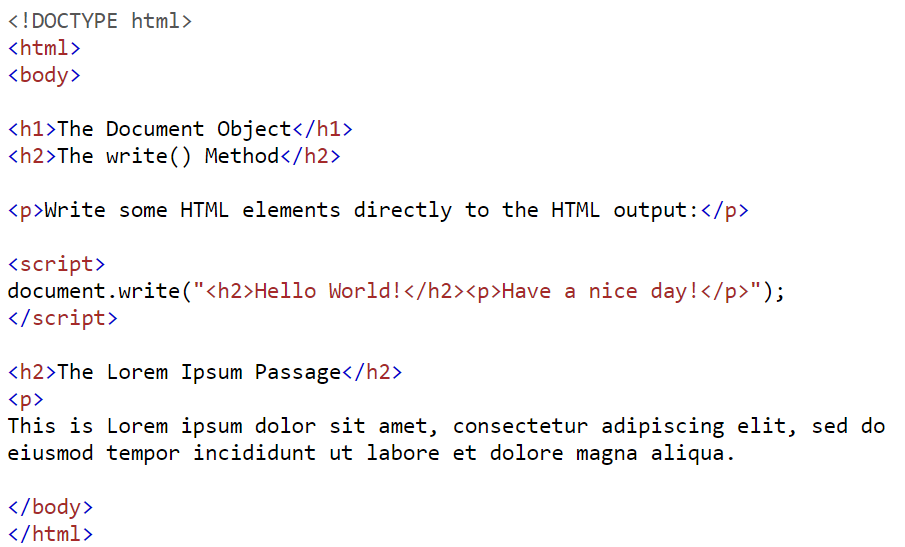 <!DOCTYPE html>
<html>
<body>
<h1>The Document Object</h1>
<h2>The write() Method</h2>
<p>Write some HTML elements directly to the HTML output:</p>
<script>
document.write("<h2>Hello World!</h2><p>Have a nice day!</p>");
</script>
<h2>The Lorem Ipsum Passage</h2>
<p>
This is Lorem ipsum dolor sit amet, consectetur adipiscing elit, sed do
eiusmod tempor incididunt ut labore et dolore magna aliqua.
</body>
</html>